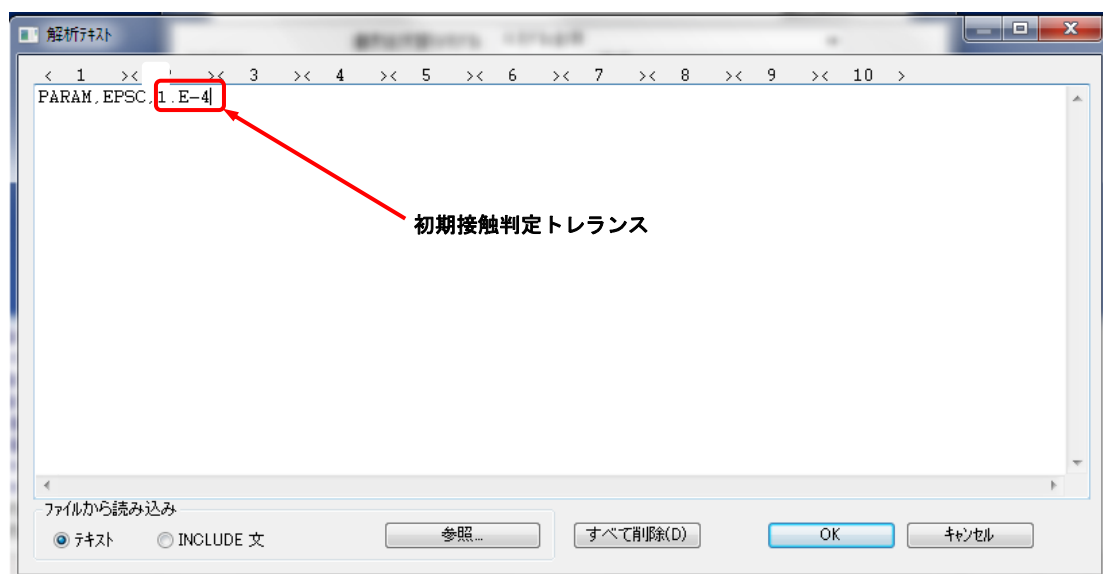 解析テキスト
< 1 >< >< 3 >< 4 >< 5 >< 6 >< 7 >< 8 >< 9 >< 10 >
PARAM,EPSC,1.E-4
初期接触判定トレランス
ファイルから読み込み
テキスト
INCLUDE 文
参照...
すべて削除(D)
OK
キャンセル